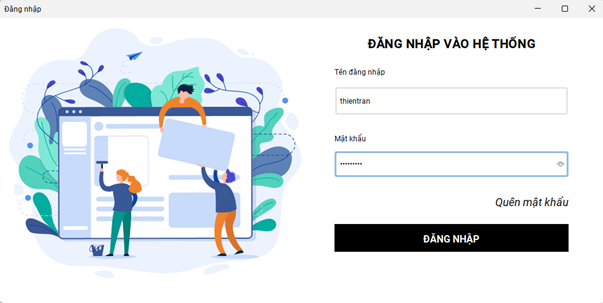 Đăng nhập
ĐĂNG NHẬP VÀO HỆ THỐNG
Tên đăng nhập
thientran
Mật khẩu
•••••••••
Quên mật khẩu
ĐĂNG NHẬP